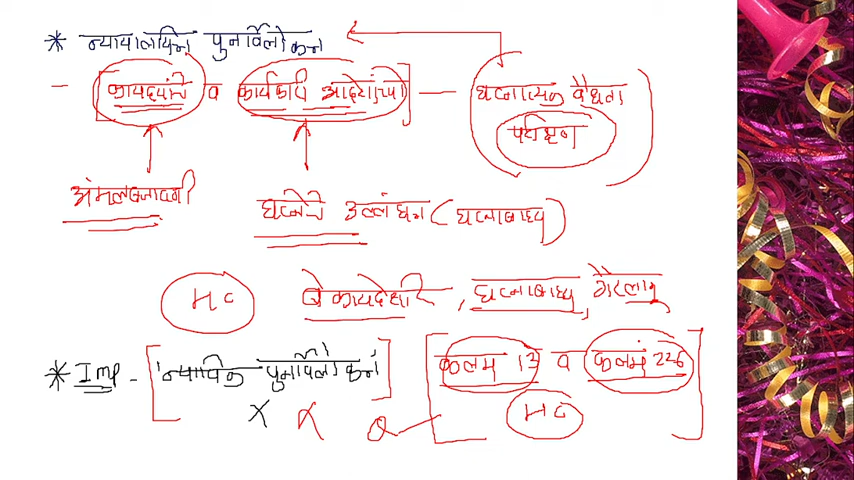 * न्यायालयिन पुनर्विलोकन
- [कायद्यांचे व कार्यकारी आदेशांच्या] - (घटनात्मक वैधता
परिक्षण)
अंमलबजावणी
घटनेचे उल्लंघन (घटनाबाह्य)
HC बेकायदेशीर, घटनाबाह्य, गैरलागू
* Imp - [न्यायिक पुनर्विलोकन] [कलम 13 व कलम 226
HC]